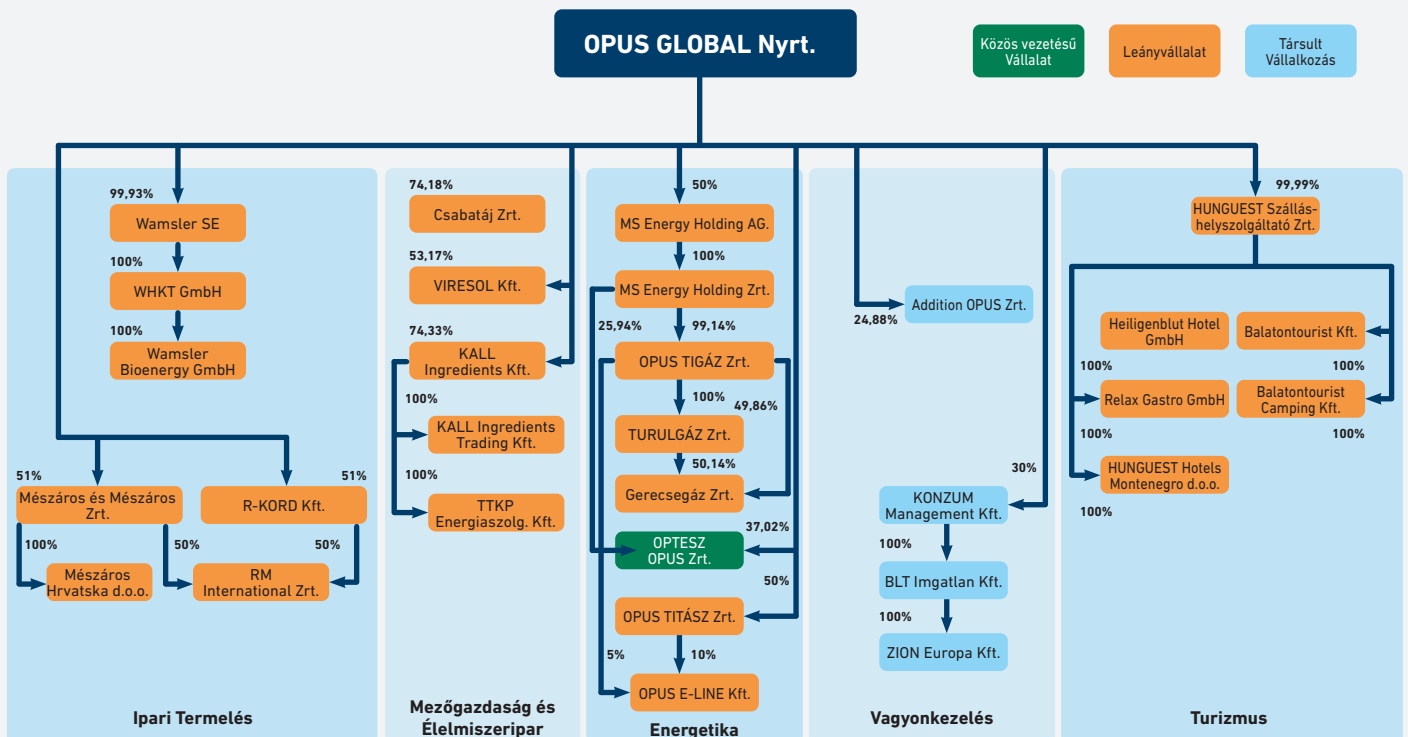 OPUS GLOBAL Nyrt.
Közös vezetésű
Vállalat
Leányvállalat
Társult
Vállalkozás
99,93%
Wamsler SE
100%
WHKT GmbH
100%
Wamsler
Bioenergy GmbH
51%
Mészáros és Mészáros
Zrt.
51%
R-KORD Kft.
100%
50%
50%
Mészáros
Hrvatska d.o.o.
RM
International Zrt.
Ipari Termelés
74,18%
Csabatáj Zrt.
53,17%
VIRESOL Kft.
74,33%
KALL
Ingredients Kft.
100%
KALL Ingredients
Trading Kft.
100%
TTKP
Energiaszolg. Kft.
Mezőgazdaság és
Élelmiszeripar
50%
MS Energy Holding AG.
100%
MS Energy Holding Zrt.
25,94%
99,14%
OPUS TIGÁZ Zrt.
100%
49,86%
TURULGÁZ Zrt.
50,14%
Gerecsegáz Zrt.
37,02%
OPTESZ
OPUS Zrt.
50%
OPUS TITÁSZ Zrt.
5%
10%
OPUS E-LINE Kft.
Energetika
24,88%
Addition OPUS Zrt.
30%
KONZUM
Management Kft.
100%
BLT Imgatlan Kft.
100%
ZION Europa Kft.
Vagyonkezelés
99,99%
HUNGUEST Szállás-
helyszolgáltató Zrt.
Heiligenblut Hotel
GmbH
Balatontourist Kft.
100%
100%
Relax Gastro GmbH
Balatontourist
Camping Kft.
100%
100%
HUNGUEST Hotels
Montenegro d.o.o.
100%
Turizmus